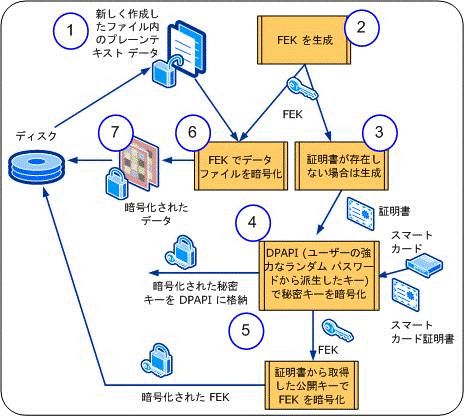 1
新しく作成し
たファイル内
のプレーンテ
キスト データ
2
FEK を生成
FEK
ディスク
7
6
FEK でデータ
ファイルを暗号化
3
証明書が存在し
ない場合は生成
暗号化された
データ
証明書
4
DPAPI (ユーザーの強
力なランダム パスワー
ドから派生したキー)
で秘密キーを暗号化
スマート
カード
暗号化された秘密
キーを DPAPI に格納
スマート
カード証明書
5
FEK
証明書から取得
した公開キーで
FEK を暗号化
暗号化された FEK